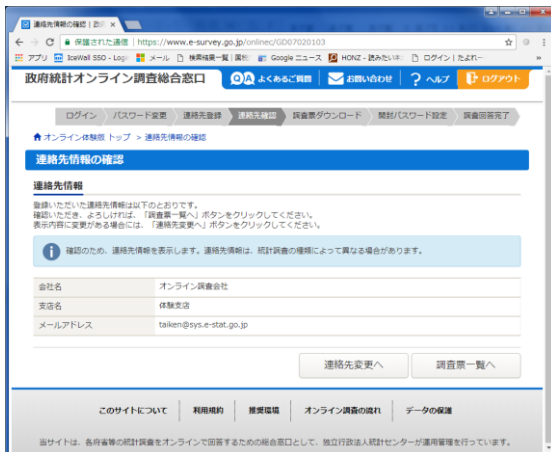 連絡先情報の確認 | 政府
保護された通信 | https://www.e-survey.go.jp/onlinec/GD07020103
アプリ IceWall SSO - Logi メール 検索結果一覧 | 国税 Google ニュース HONZ - 読みたい本 ログイン | たよれー »
政府統計オンライン調査総合窓口 Q/A よくあるご質問 お問い合わせ ? ヘルプ ログアウト
ログイン パスワード変更 連絡先登録 連絡先確認 調査票ダウンロード 開封パスワード設定 調査回答完了
オンライン体験版 トップ > 連絡先情報の確認
連絡先情報の確認
連絡先情報
登録いただいた連絡先情報は以下のとおりです。
確認いただき、よろしければ、「調査票一覧へ」ボタンをクリックしてください。
表示内容に変更がある場合には、「連絡先変更へ」ボタンをクリックしてください。
確認のため、連絡先情報を表示します。連絡先情報は、統計調査の種類によって異なる場合があります。
会社名 オンライン調査会社
支店名 体験支店
メールアドレス taiken@sys.e-stat.go.jp
連絡先変更へ 調査票一覧へ
このサイトについて 利用規約 推奨環境 オンライン調査の流れ データの保護
当サイトは、各府省等の統計調査をオンラインで回答するための総合窓口として、独立行政法人統計センターが運用管理を行っています。